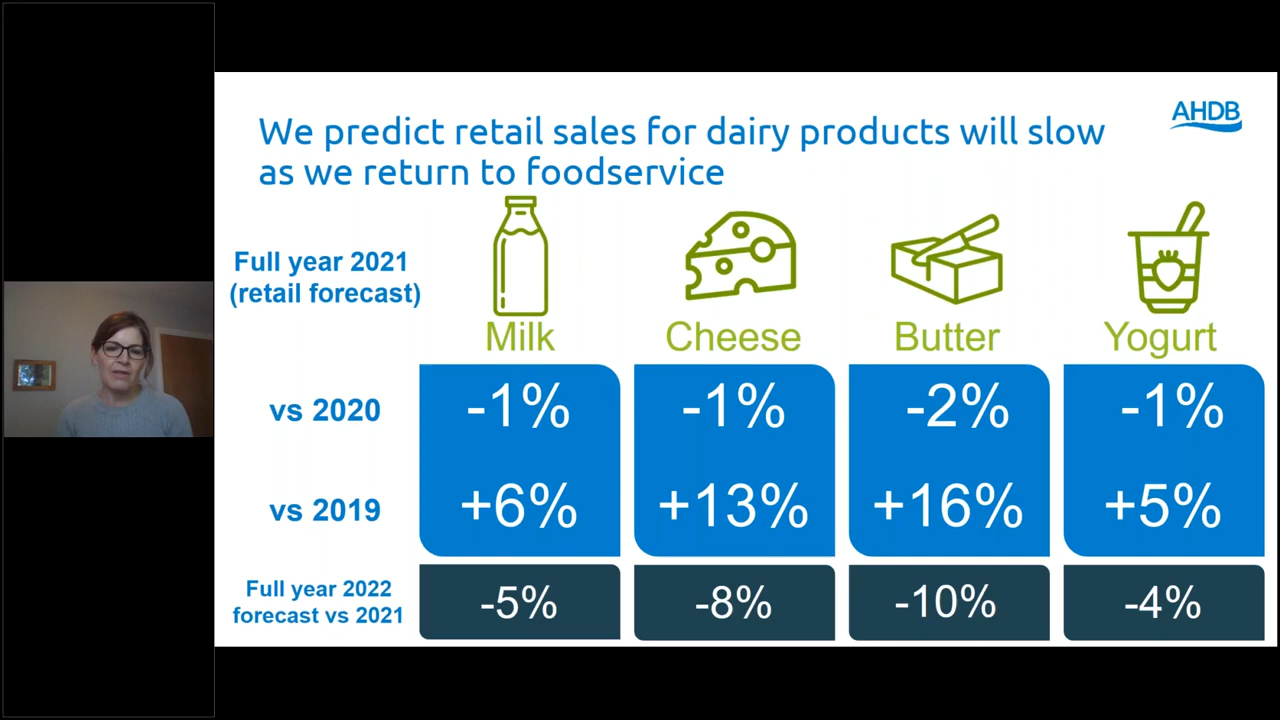 AHDB
We predict retail sales for dairy products will slow
as we return to foodservice
Full year 2021
(retail forecast)
Milk Cheese Butter Yogurt
vs 2020 -1% -1% -2% -1%
vs 2019 +6% +13% +16% +5%
Full year 2022
forecast vs 2021 -5% -8% -10% -4%